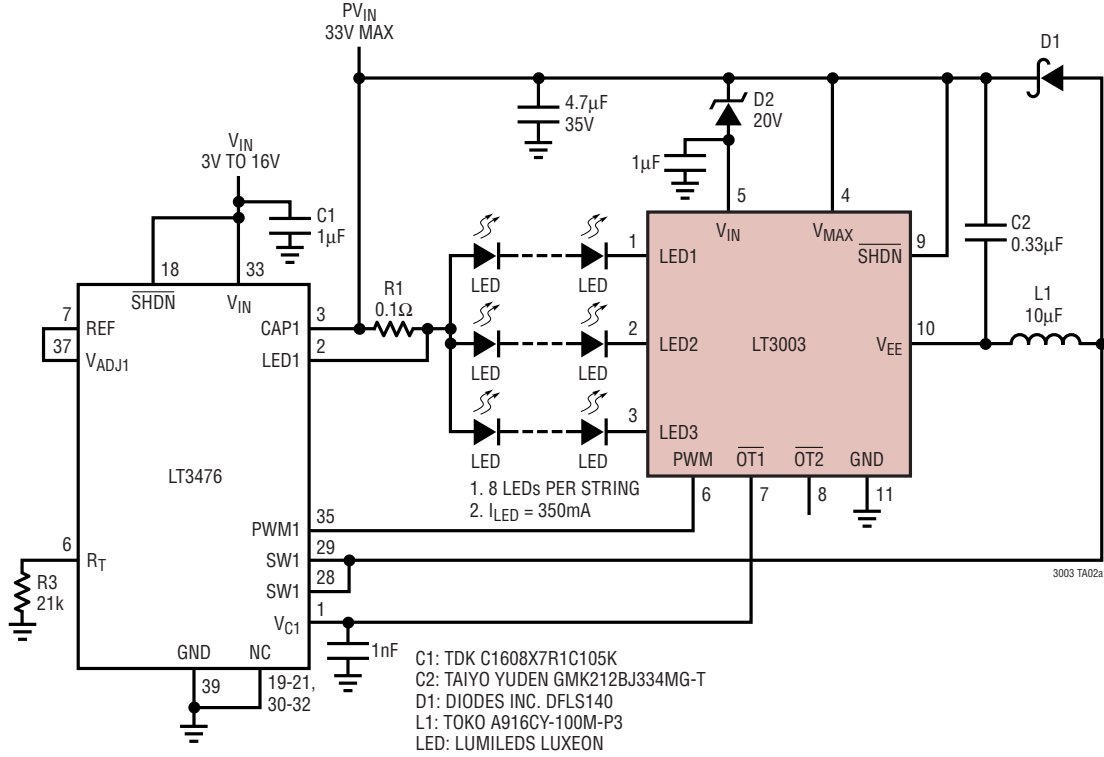 PVIN
33V MAX
D1
4.7µF
35V
D2
20V
VIN
3V TO 16V
1µF
C1
1µF
5
4
18
33
1
VIN
VMAX
9
C2
0.33µF
LED1
SHDN
LED
LED
SHDN
VIN
R1
0.1Ω
L1
10µF
7
REF
CAP1
3
2
LED2
LT3003
VEE
10
37
VADJ1
LED1
2
LED
LED
3
LED3
LED
LED
PWM
OT1
OT2
GND
LT3476
1. 8 LEDs PER STRING
2. ILED = 350mA
6
7
8
11
PWM1
35
6
RT
SW1
29
3003 TA02a
R3
21k
SW1
28
VC1
1
1nF
GND
NC
39
19-21,
30-32
C1: TDK C1608X7R1C105K
C2: TAIYO YUDEN GMK212BJ334MG-T
D1: DIODES INC. DFLS140
L1: TOKO A916CY-100M-P3
LED: LUMILEDS LUXEON